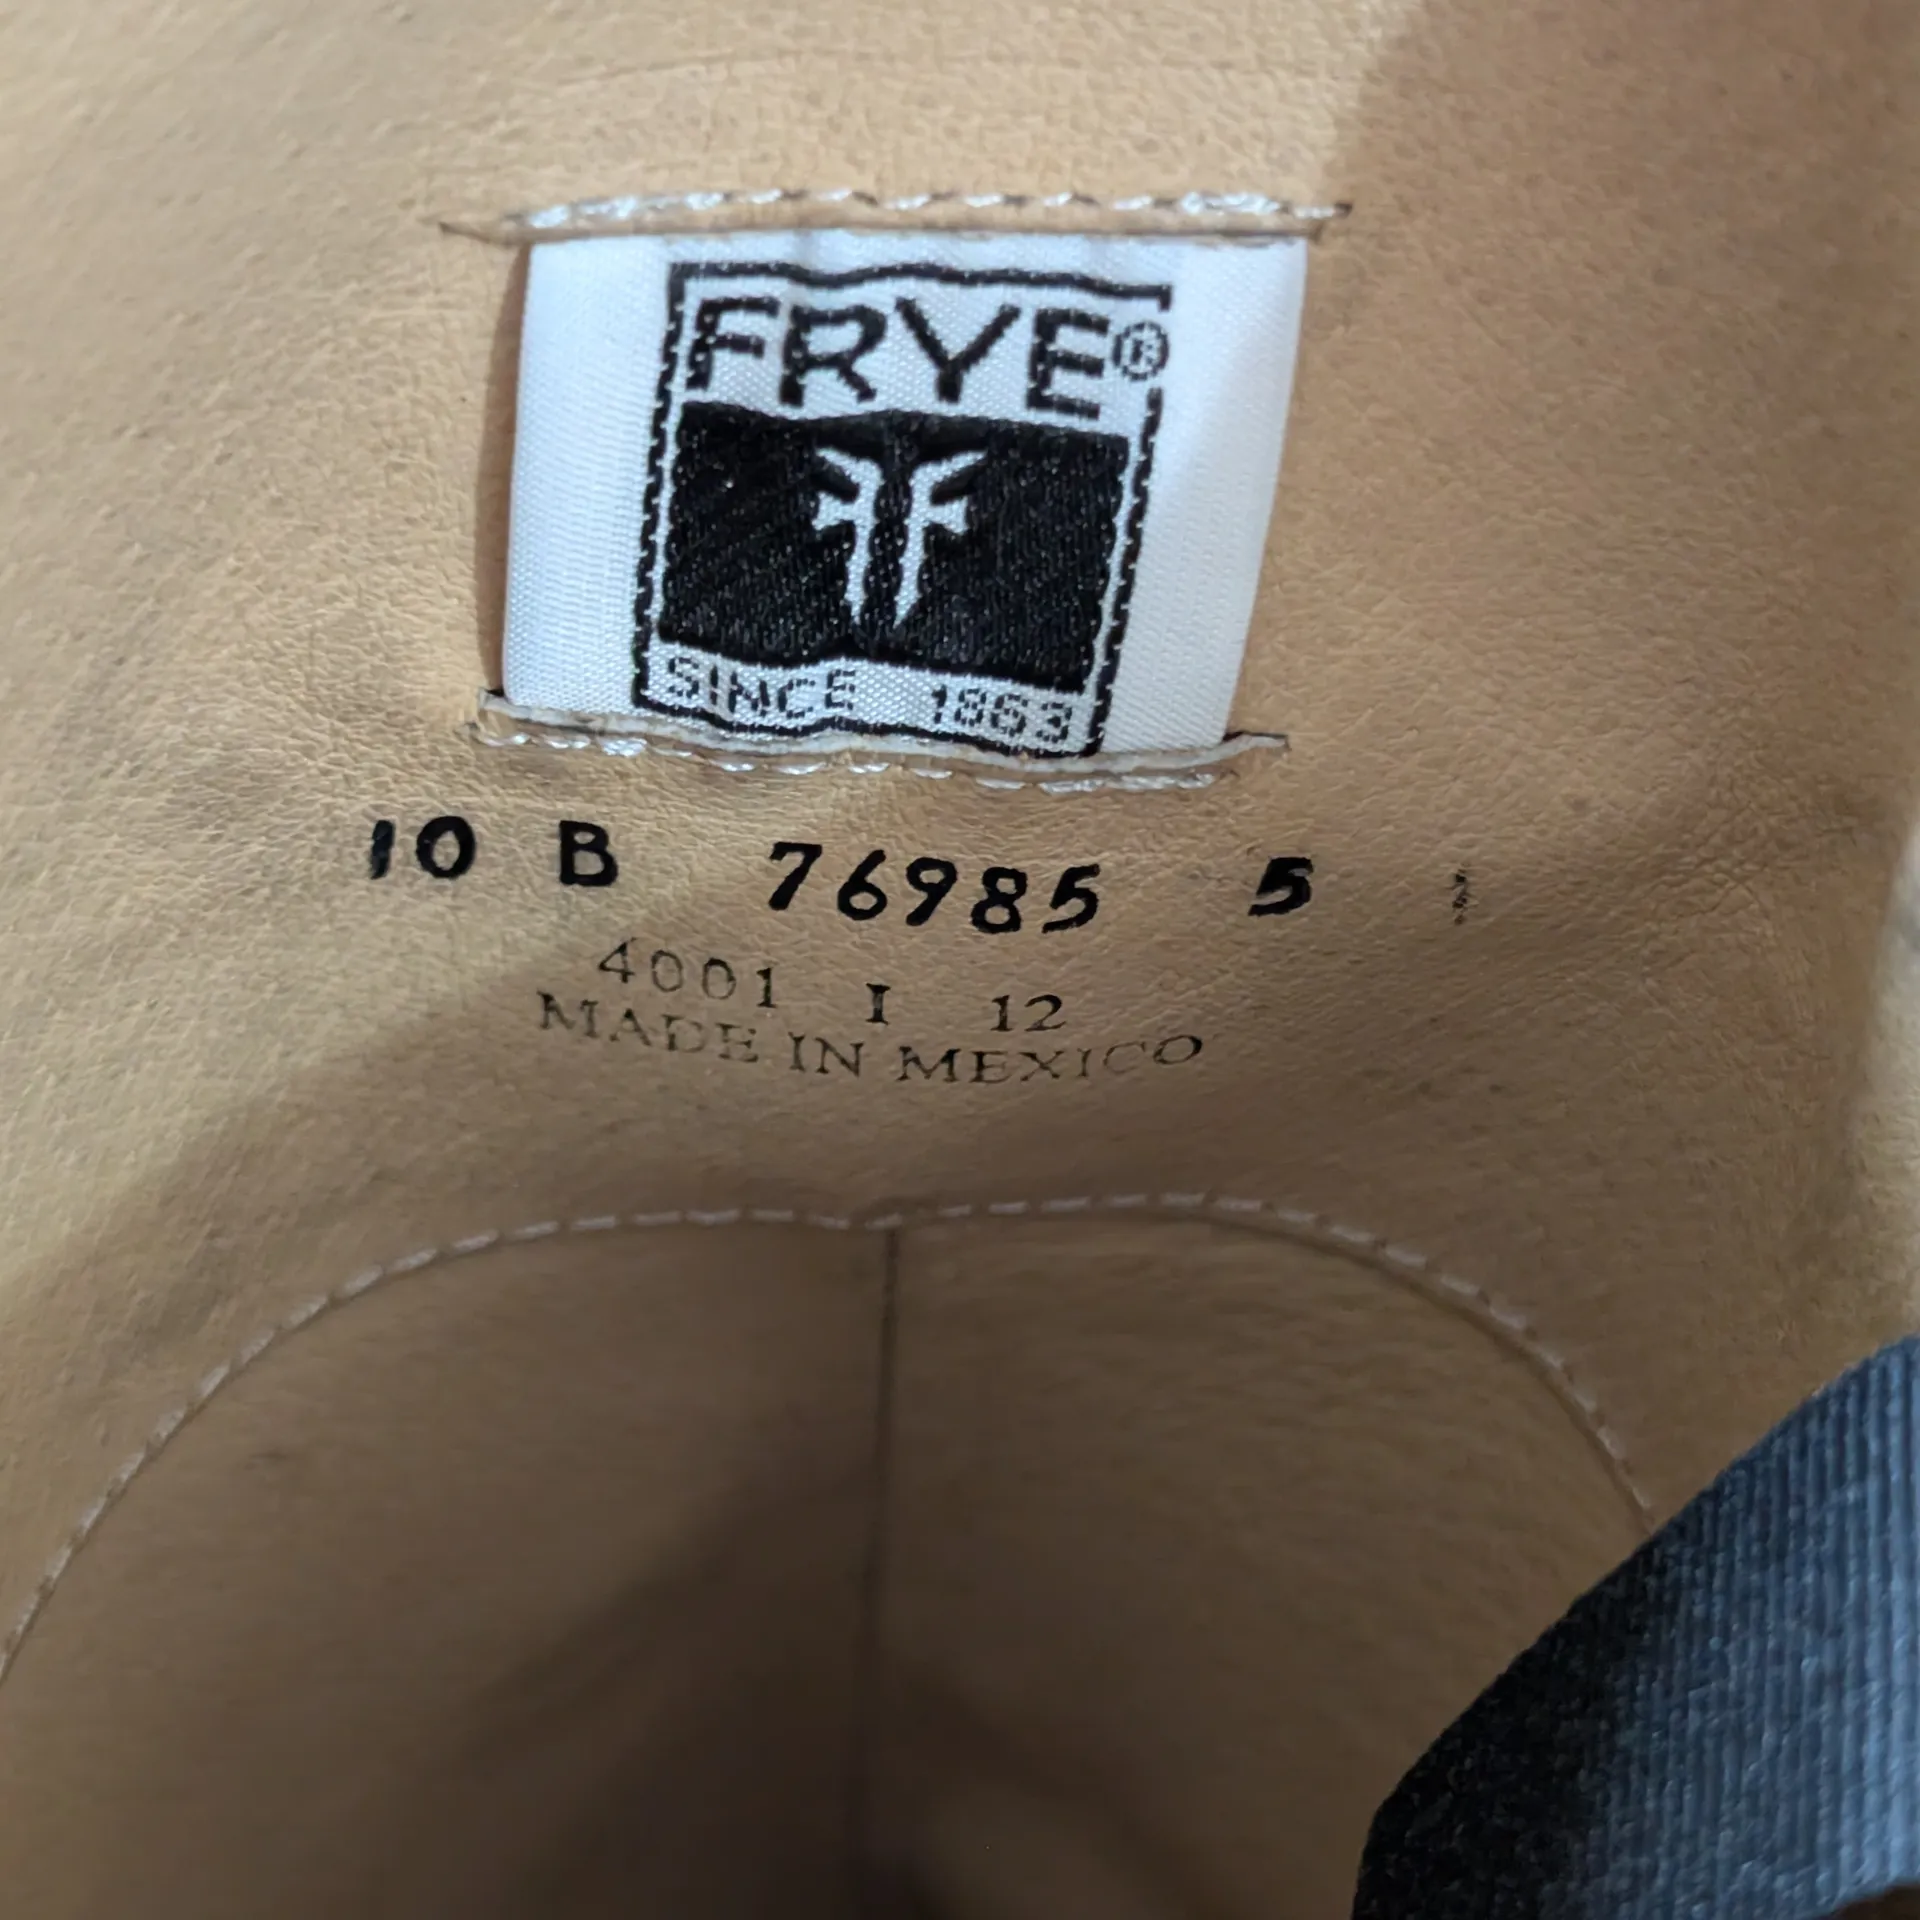 FRYE®
SINCE 1863
10 B 76985 5
4001 I 12
MADE IN MEXICO